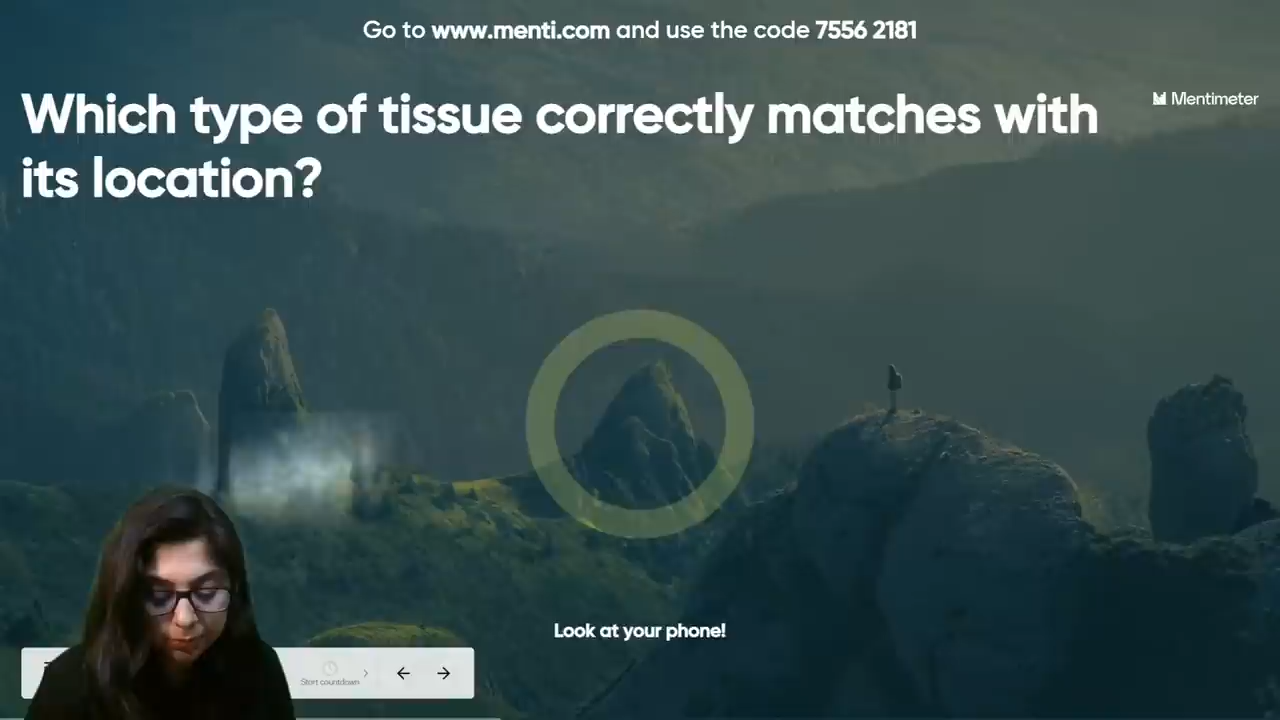 Go to www.menti.com and use the code 7556 2181
Which type of tissue correctly matches with
its location?
Mentimeter
Look at your phone!
Start countdown